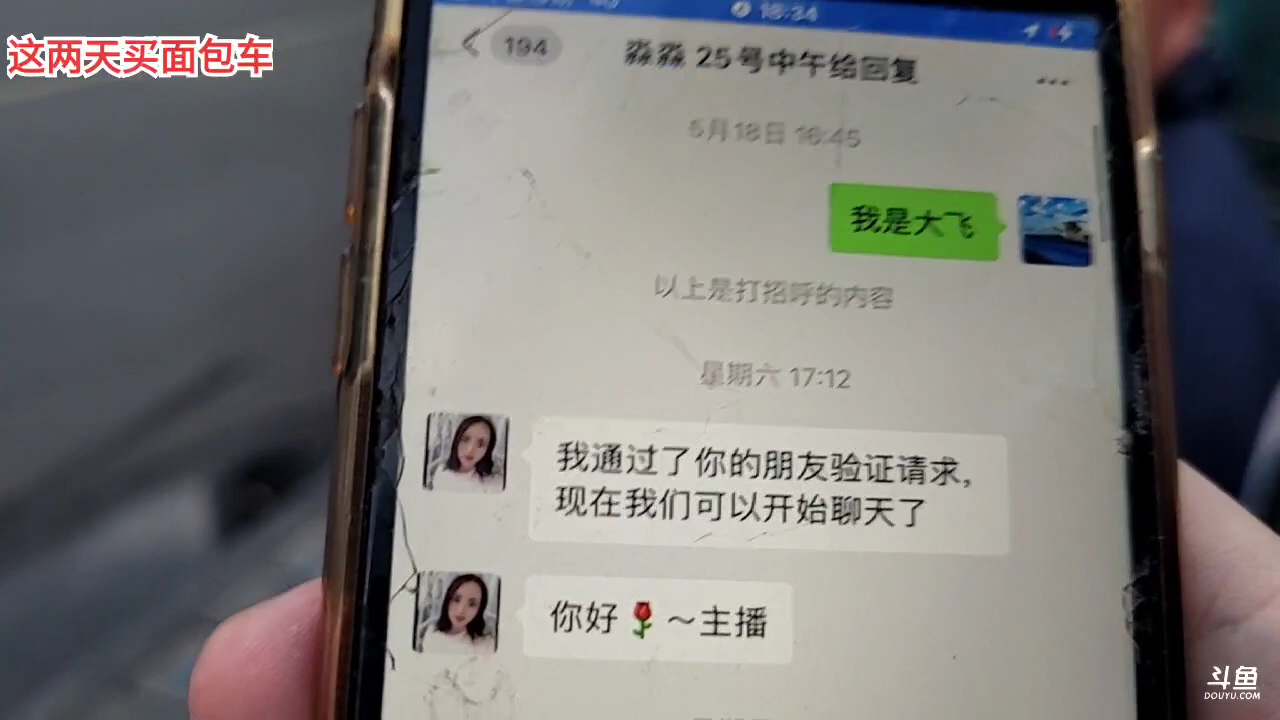 这两天买面包车
18:34
194
淼淼 25号中午给回复
5月18日 16:45
我是大飞
以上是打招呼的内容
星期六 17:12
我通过了你的朋友验证请求,
现在我们可以开始聊天了
你好🌹～主播
斗鱼
DOUYU.COM